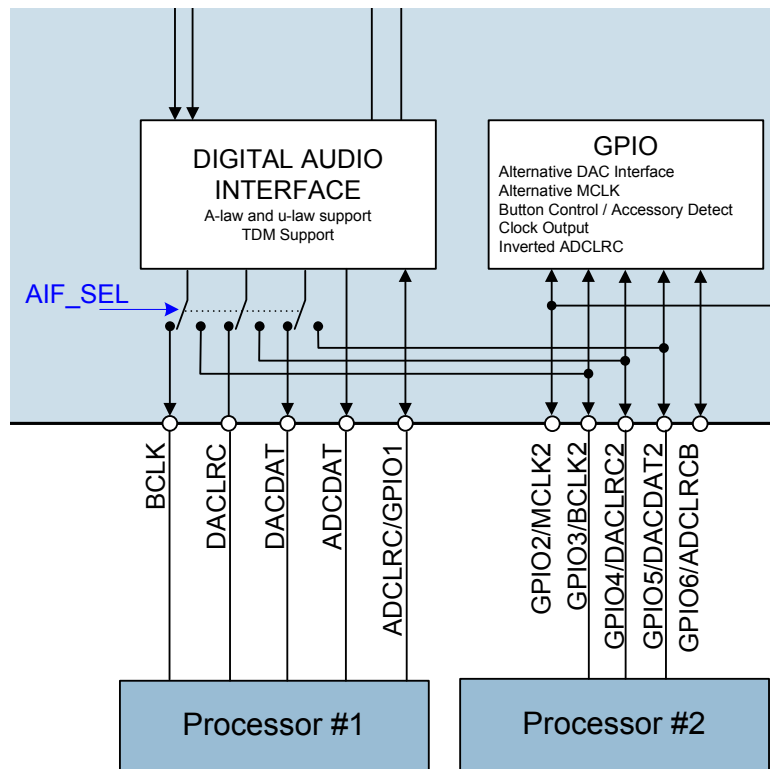 DIGITAL AUDIO
INTERFACE
A-law and u-law support
TDM Support
GPIO
Alternative DAC Interface
Alternative MCLK
Button Control / Accessory Detect
Clock Output
Inverted ADCLRC
AIF_SEL
BCLK
DACLRC
DACDAT
ADCDAT
ADCLRC/GPIO1
GPIO2/MCLK2
GPIO3/BCLK2
GPIO4/DACLRC2
GPIO5/DACDAT2
GPIO6/ADCLRCB
Processor #1
Processor #2